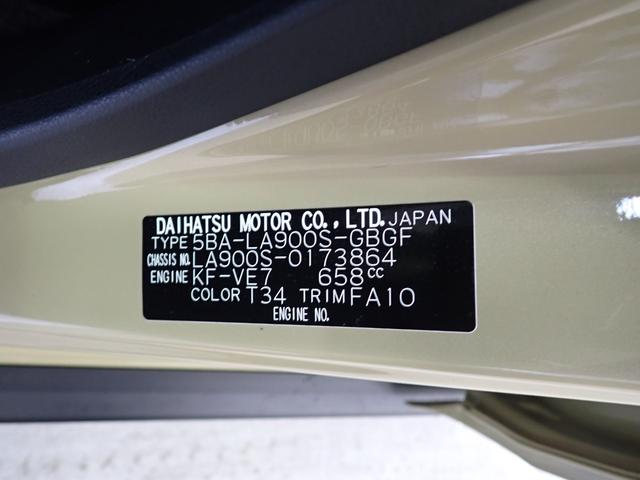 DAIHATSU MOTOR CO., LTD. JAPAN
TYPE 5BA-LA900S-GBGF
CHASSIS NO. LA900S-0173864
ENGINE KF-VE7 658cc
COLOR T34 TRIM FA10
ENGINE NO.